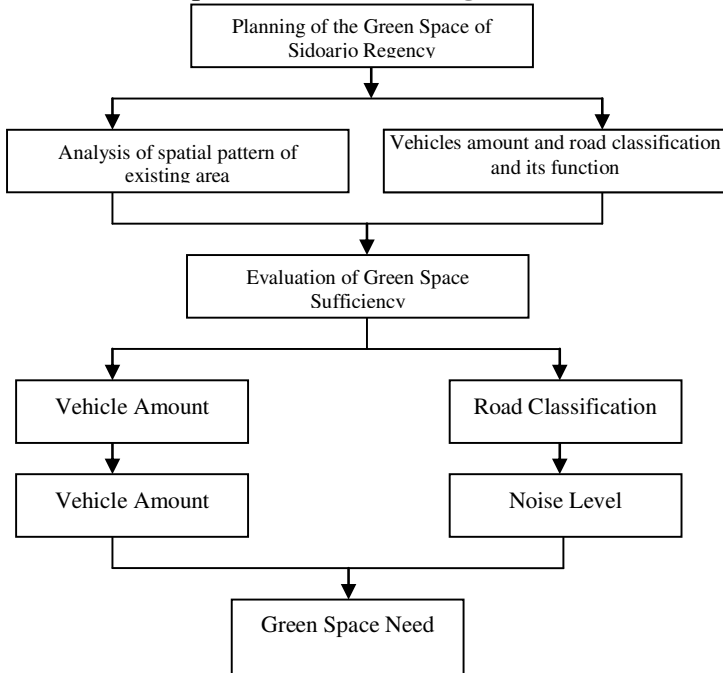 Planning of the Green Space of
Sidoarjo Regency
Analysis of spatial pattern of
existing area
Vehicles amount and road classification
and its function
Evaluation of Green Space
Sufficiency
Vehicle Amount
Road Classification
Vehicle Amount
Noise Level
Green Space Need